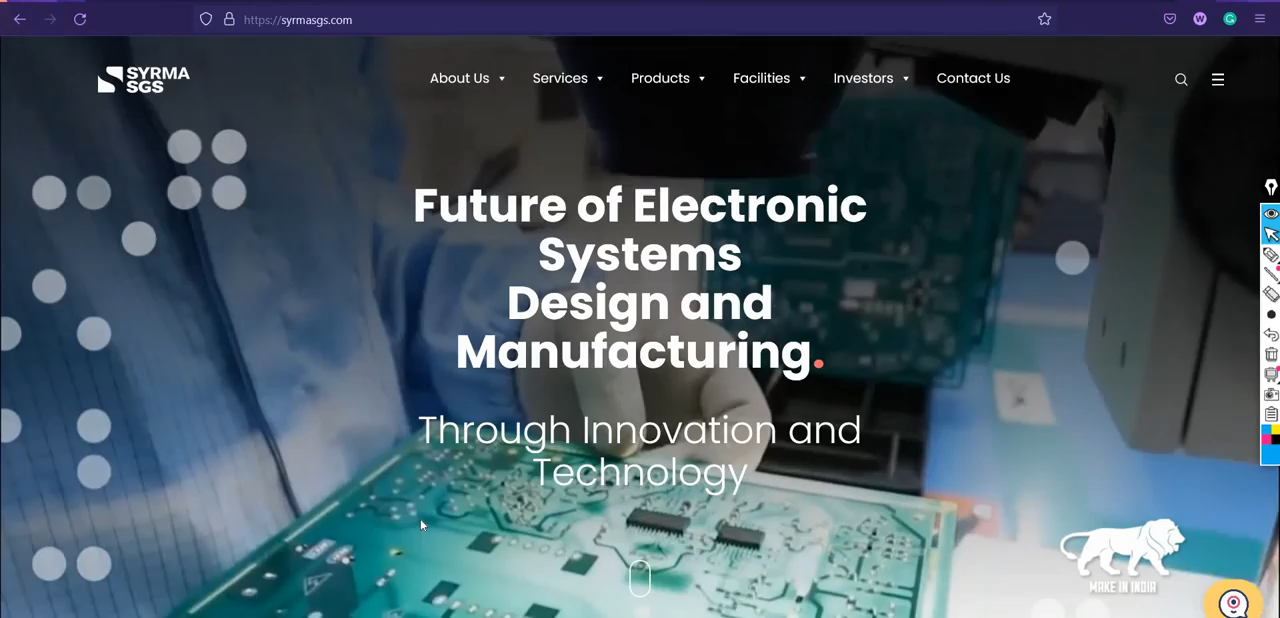 https://syrmasgs.com
W
G
SYRMA
SGS
About Us
Services
Products
Facilities
Investors
Contact Us
Future of Electronic
Systems
Design and
Manufacturing.
Through Innovation and
Technology
MAKE IN INDIA